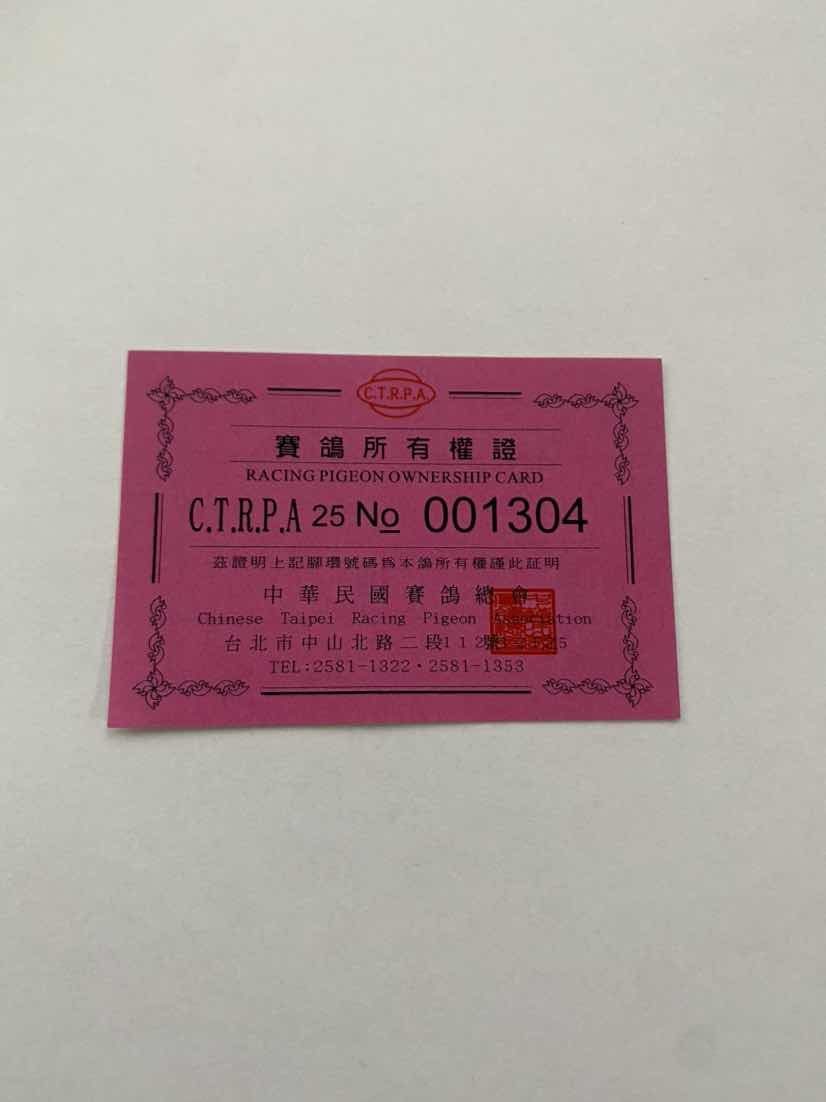 C.T.R.P.A.
賽鴿所有權證
RACING PIGEON OWNERSHIP CARD
C.T.R.P.A 25 No 001304
茲證明上記腳環號碼爲本鴿所有權謹此証明
中華民國賽鴿總會
Chinese Taipei Racing Pigeon Association
台北市中山北路二段112號
TEL:2581-1322・2581-1353